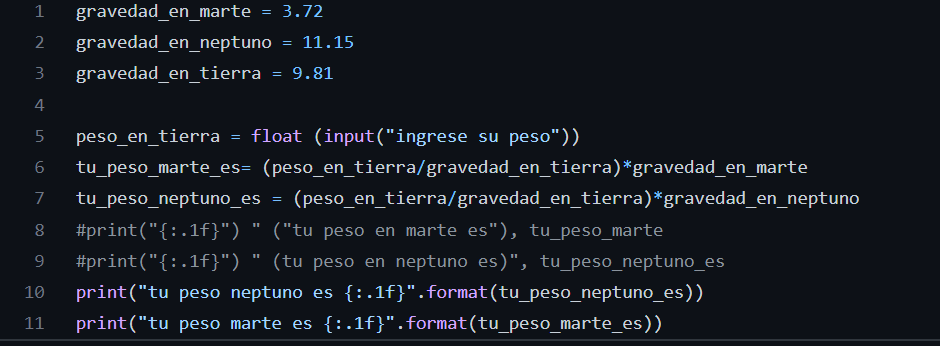 1 gravedad_en_marte = 3.72
2 gravedad_en_neptuno = 11.15
3 gravedad_en_tierra = 9.81
4
5 peso_en_tierra = float (input("ingrese su peso"))
6 tu_peso_marte_es= (peso_en_tierra/gravedad_en_tierra)*gravedad_en_marte
7 tu_peso_neptuno_es = (peso_en_tierra/gravedad_en_tierra)*gravedad_en_neptuno
8 #print("{:.1f}") " ("tu peso en marte es"), tu_peso_marte
9 #print("{:.1f}") " (tu peso en neptuno es)", tu_peso_neptuno_es
10 print("tu peso neptuno es {:.1f}".format(tu_peso_neptuno_es))
11 print("tu peso marte es {:.1f}".format(tu_peso_marte_es))